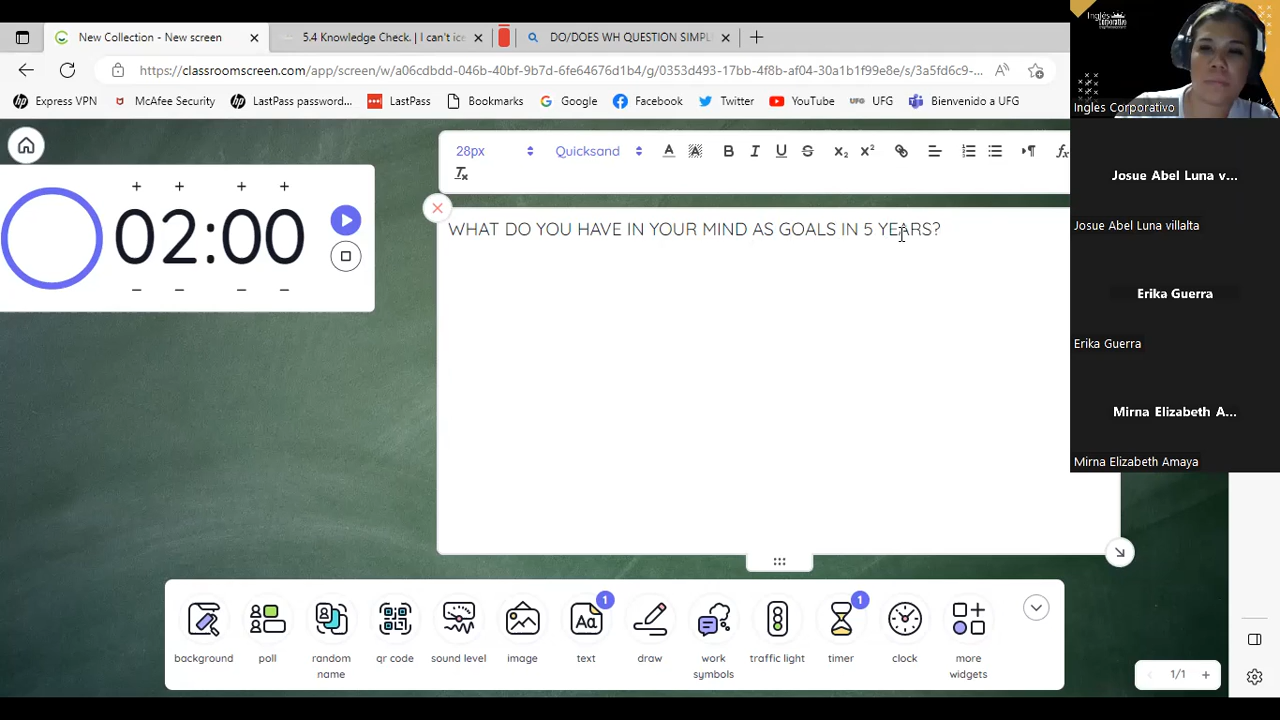 New Collection - New screen
5.4 Knowledge Check. | I can't ice
DO/DOES WH QUESTION SIMPL
https://classroomscreen.com/app/screen/w/a06cdbdd-046b-40bf-9b7d-6fe64676d1b4/g/0353d493-17bb-4f8b-af04-30a1b1f99e8e/s/3a5fd6c9-...
Express VPN
McAfee Security
LastPass password...
LastPass
Bookmarks
Google
Facebook
Twitter
YouTube
UFG
UFG
Bienvenido a UFG
Inglés
Corporativo
Ingles Corporativo
Josue Abel Luna v...
Josue Abel Luna villalta
Erika Guerra
Erika Guerra
Mirna Elizabeth A...
Mirna Elizabeth Amaya
02:00
28px
Quicksand
WHAT DO YOU HAVE IN YOUR MIND AS GOALS IN 5 YEARS?
background
poll
random name
qr code
sound level
image
1
text
draw
work symbols
traffic light
1
timer
clock
more widgets
1/1